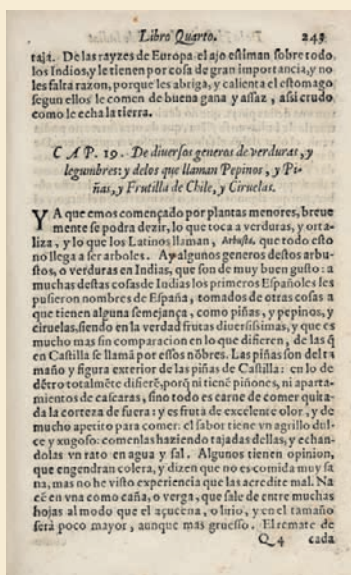 Libro Quarto. 243
taja. De las rayzes de Europa el ajo estiman sobre todo
los Indios, y le tienen por cosa de gran importancia, y no
les falta razon, porque les abriga, y calienta el estomago
segun ellos le comen de buena gana y assaz, assi crudo
como le echa la tierra.
CAP. 19. De diuersos generos de verduras, y
legumbres: y delos que llaman Pepinos, y Pi-
ñas, y Frutilla de Chile, y Ciruelas.
YA que emos començado por plantas menores, breue
mente se podra dezir, lo que toca a verduras, y orta-
liza, y lo que los Latinos llaman, Arbusta, que todo esto
no llega a ser arboles. Ay algunos generos destos arbu-
stos, o verduras en Indias, que son de muy buen gusto: a
muchas destas cosas de Indias los primeros Españoles les
pusieron nombres de España, tomados de otras cosas a
que tienen alguna semejança, como piñas, y pepinos, y
ciruelas, siendo en la verdad frutas diuersissimas, y que es
mucho mas sin comparacion en lo que difieren, de las q̃
en Castilla se llamã por essos nõbres. Las piñas son del ta
maño y figura exterior de las piñas de Castilla: en lo de
dẽtro totalmẽte difierẽ, porq̃ ni tienẽ piñones, ni aparta-
mientos de cascaras, sino todo es carne de comer quita-
da la corteza de fuera: y es fruta de excelente olor, y de
mucho apetito para comer: el sabor tiene vn agrillo dul-
ce y xugoso: comenlas haziendo tajadas dellas, y echan-
dolas vn rato en agua y sal. Algunos tienen opinion,
que engendran colera, y dizen que no es comida muy sa
na, mas no he visto experiencia que las acredite mal. Na
cẽ en vna como caña, o verga, que sale de entre muchas
hojas al modo que el açucena, o lirio, y en el tamaño
sera poco mayor, aunque mas gruesso. El remate de
Q 4 cada